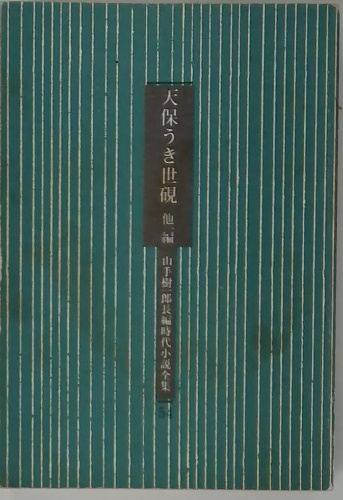 天保うき世硯
他一編
山手樹一郎長編時代小説全集
54